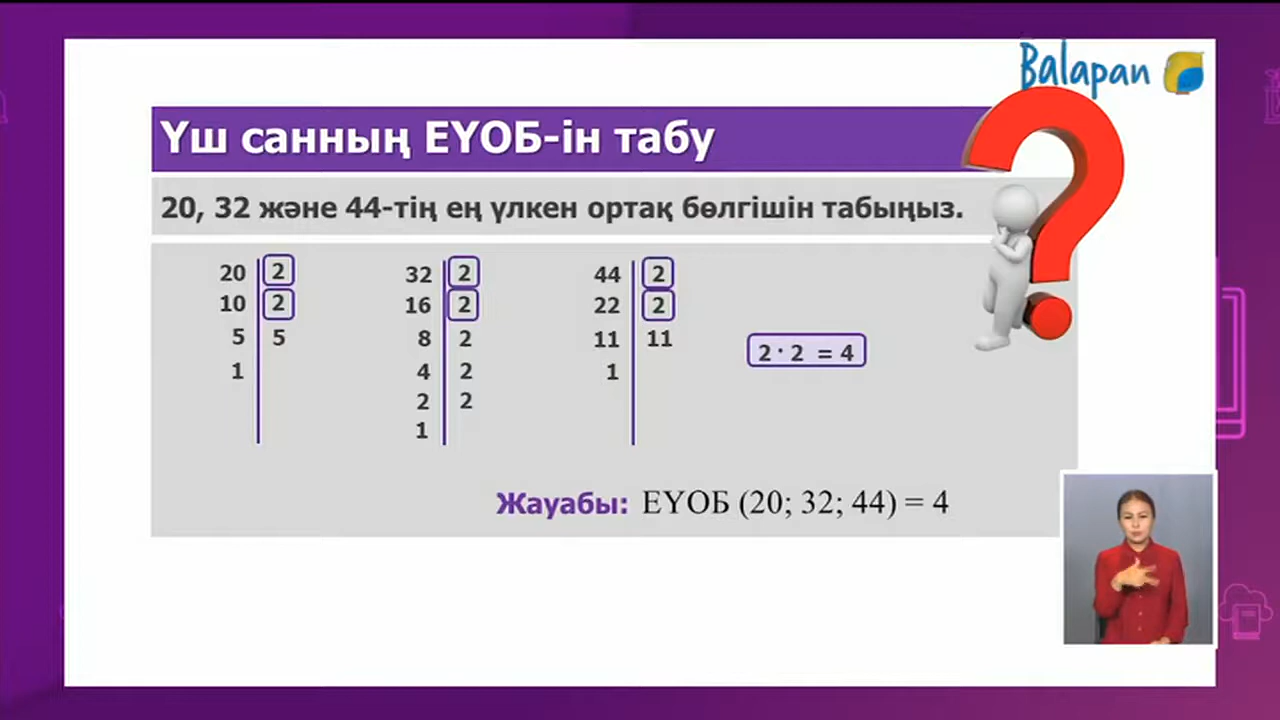 Balapan
Үш санның ЕҮОБ-ін табу
20, 32 және 44-тің ең үлкен ортақ бөлгішін табыңыз.
20 2 32 2 44 2
10 2 16 2 22 2
5 5 8 2 11 11
2 · 2 = 4
1 4 2 1
2 2
1
Жауабы: ЕҮОБ (20; 32; 44) = 4